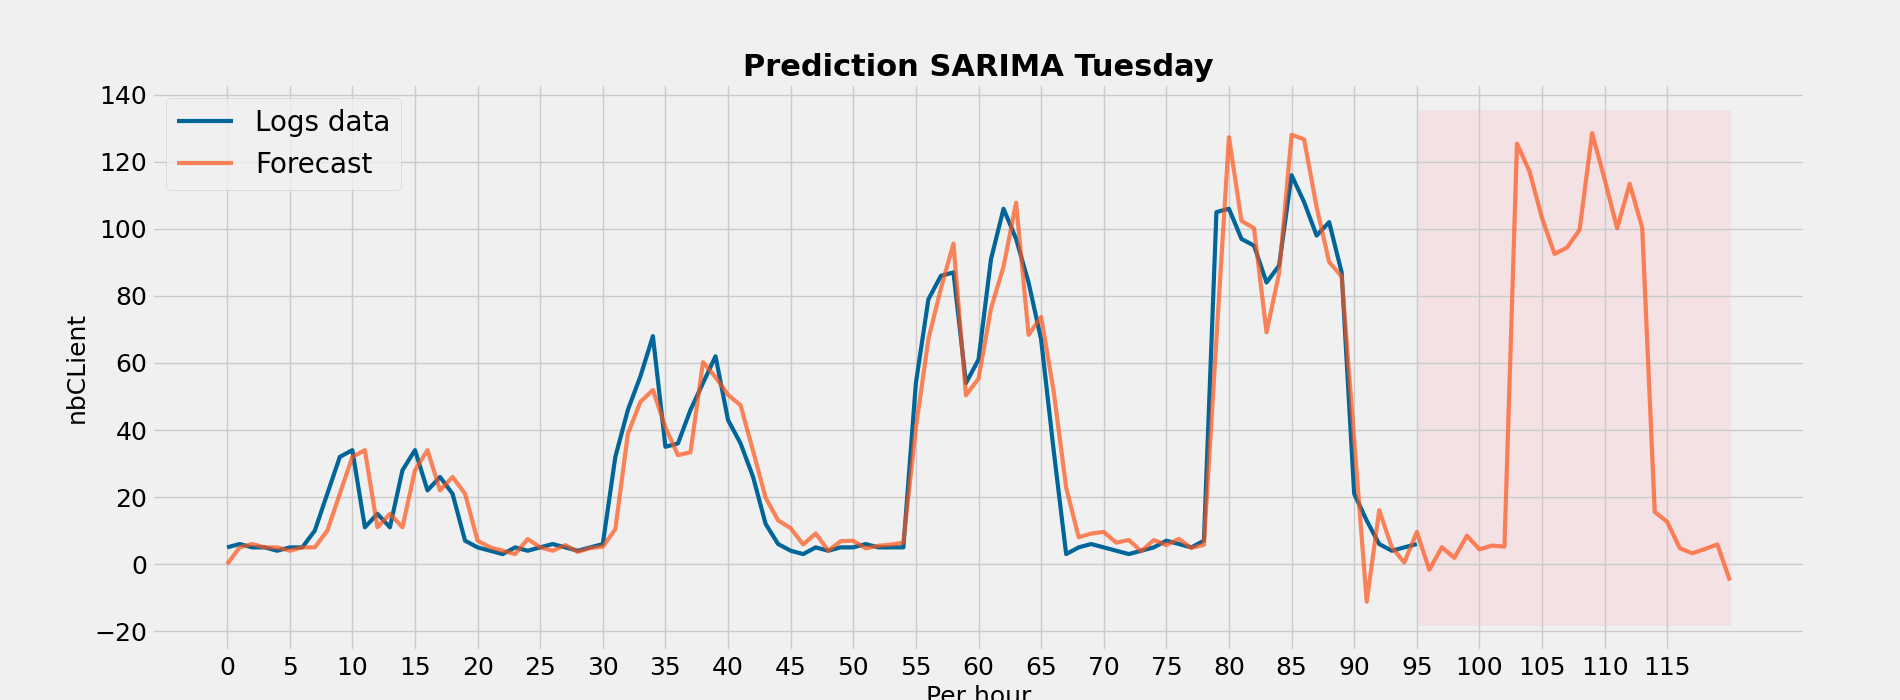 Prediction SARIMA Tuesday
Logs data
Forecast
140
120
100
80
60
40
20
0
−20
nbCLient
0 5 10 15 20 25 30 35 40 45 50 55 60 65 70 75 80 85 90 95 100 105 110 115
Per hour